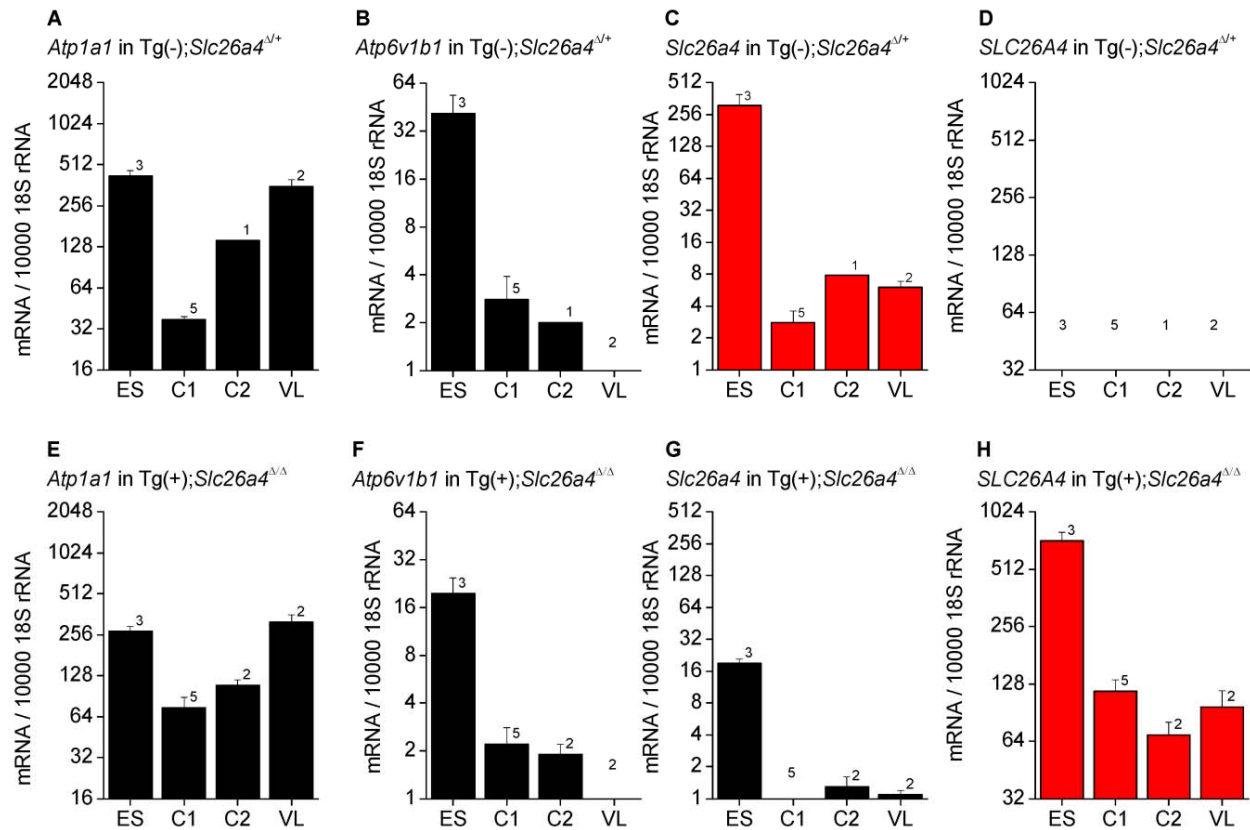 A
Atp1a1 in Tg(-);Slc26a4Δ/+
mRNA / 10000 18S rRNA
2048
1024
512
256
128
64
32
16
3
5
1
2
ES C1 C2 VL
B
Atp6v1b1 in Tg(-);Slc26a4Δ/+
mRNA / 10000 18S rRNA
64
32
16
8
4
2
1
3
5
1
2
ES C1 C2 VL
C
Slc26a4 in Tg(-);Slc26a4Δ/+
mRNA / 10000 18S rRNA
512
256
128
64
32
16
8
4
2
1
3
5
1
2
ES C1 C2 VL
D
SLC26A4 in Tg(-);Slc26a4Δ/+
mRNA / 10000 18S rRNA
1024
512
256
128
64
32
3 5 1 2
ES C1 C2 VL
E
Atp1a1 in Tg(+);Slc26a4Δ/Δ
mRNA / 10000 18S rRNA
2048
1024
512
256
128
64
32
16
3
5
2
2
ES C1 C2 VL
F
Atp6v1b1 in Tg(+);Slc26a4Δ/Δ
mRNA / 10000 18S rRNA
64
32
16
8
4
2
1
3
5
2
2
ES C1 C2 VL
G
Slc26a4 in Tg(+);Slc26a4Δ/Δ
mRNA / 10000 18S rRNA
512
256
128
64
32
16
8
4
2
1
3
5
2
2
ES C1 C2 VL
H
SLC26A4 in Tg(+);Slc26a4Δ/Δ
mRNA / 10000 18S rRNA
1024
512
256
128
64
32
3
5
2
2
ES C1 C2 VL